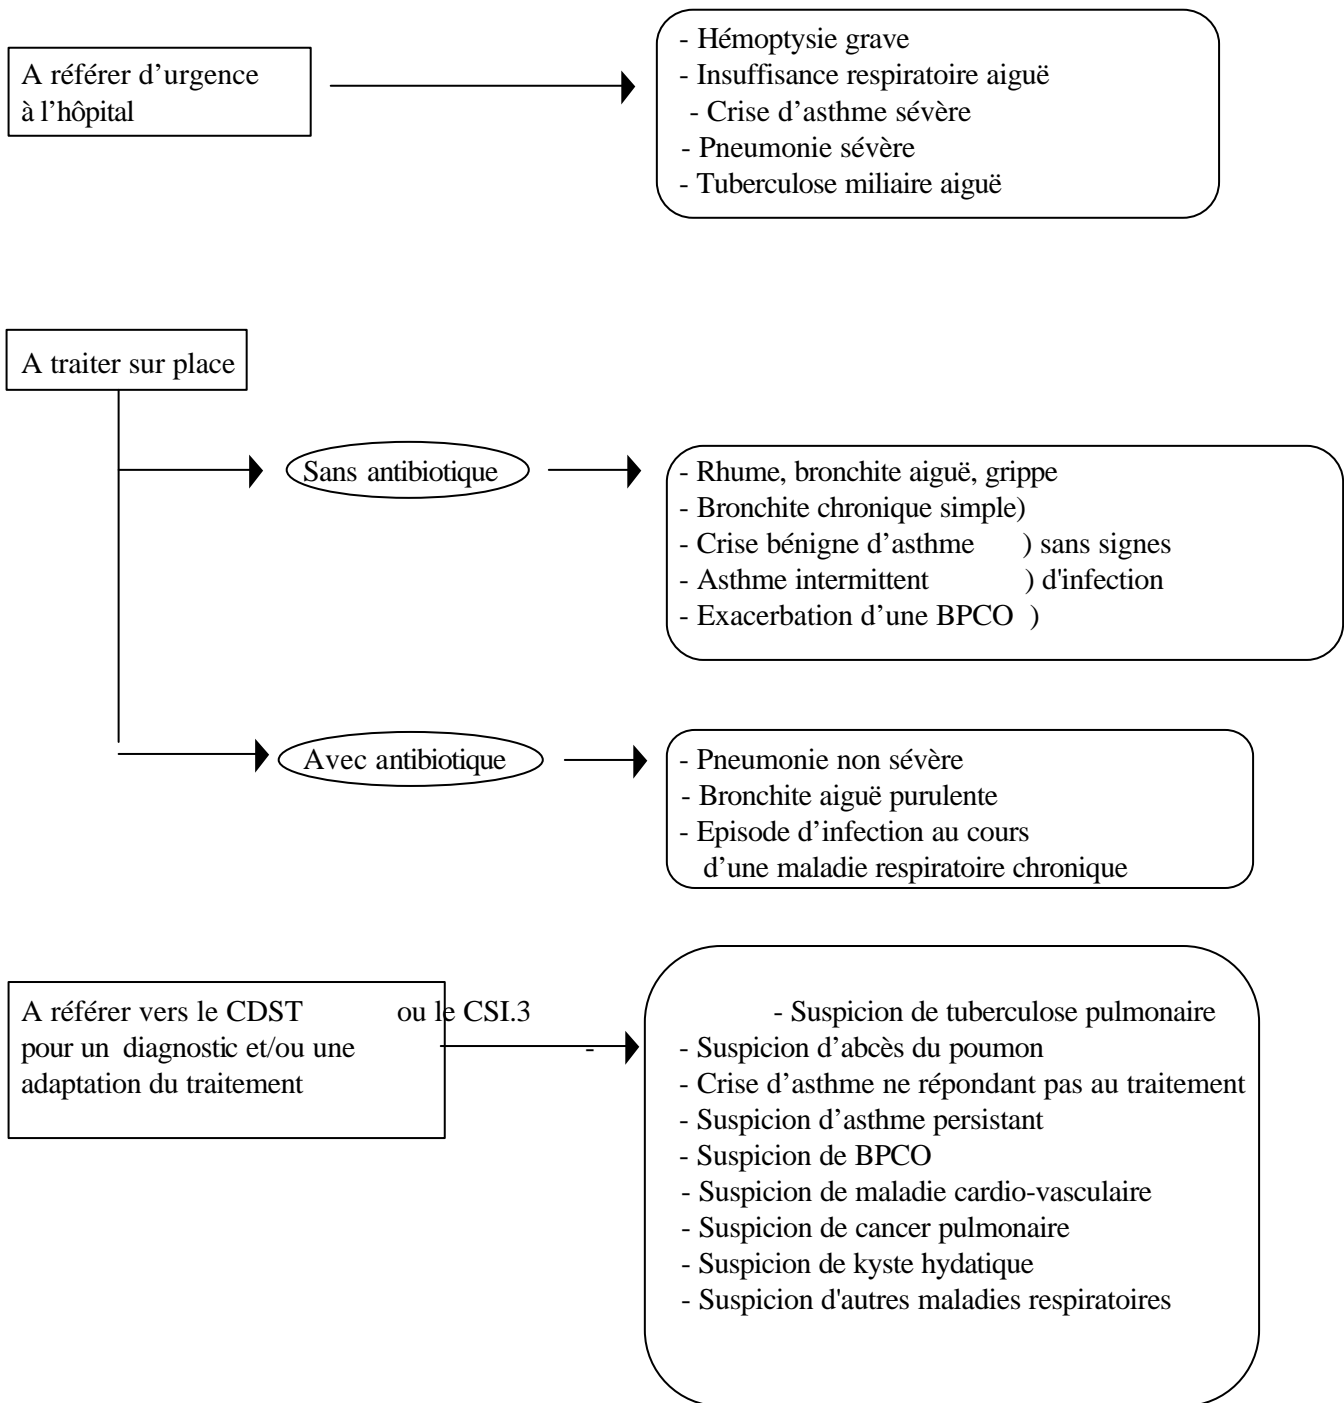 A référer d’urgence
à l’hôpital
- Hémoptysie grave
- Insuffisance respiratoire aiguë
- Crise d’asthme sévère
- Pneumonie sévère
- Tuberculose miliaire aiguë
A traiter sur place
Sans antibiotique
- Rhume, bronchite aiguë, grippe
- Bronchite chronique simple)
- Crise bénigne d’asthme ) sans signes
- Asthme intermittent ) d'infection
- Exacerbation d’une BPCO )
Avec antibiotique
- Pneumonie non sévère
- Bronchite aiguë purulente
- Episode d’infection au cours
d’une maladie respiratoire chronique
A référer vers le CDST ou le CSI.3
pour un diagnostic et/ou une -
adaptation du traitement
- Suspicion de tuberculose pulmonaire
- Suspicion d’abcès du poumon
- Crise d’asthme ne répondant pas au traitement
- Suspicion d’asthme persistant
- Suspicion de BPCO
- Suspicion de maladie cardio-vasculaire
- Suspicion de cancer pulmonaire
- Suspicion de kyste hydatique
- Suspicion d'autres maladies respiratoires